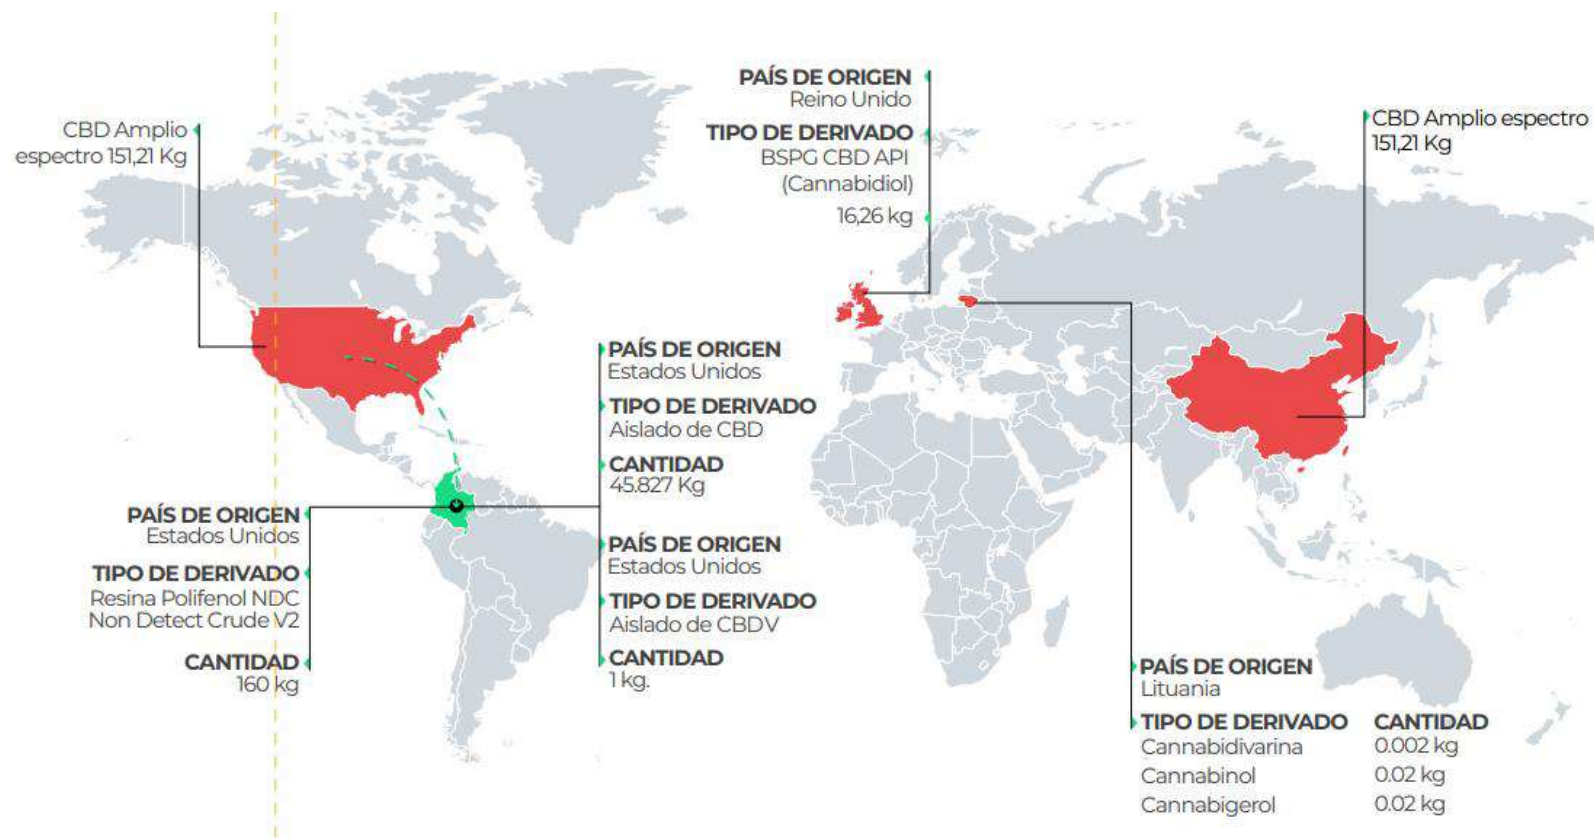 CBD Amplio
espectro 151,21 Kg
PAÍS DE ORIGEN
Reino Unido
TIPO DE DERIVADO
BSPG CBD API
(Cannabidiol)
16,26 kg
CBD Amplio espectro
151,21 Kg
PAÍS DE ORIGEN
Estados Unidos
TIPO DE DERIVADO
Aislado de CBD
CANTIDAD
45.827 Kg
PAÍS DE ORIGEN
Estados Unidos
TIPO DE DERIVADO
Resina Polifenol NDC
Non Detect Crude V2
CANTIDAD
160 kg
PAÍS DE ORIGEN
Estados Unidos
TIPO DE DERIVADO
Aislado de CBDV
CANTIDAD
1 kg.
PAÍS DE ORIGEN
Lituania
TIPO DE DERIVADO CANTIDAD
Cannabidivarina 0.002 kg
Cannabinol 0.02 kg
Cannabigerol 0.02 kg